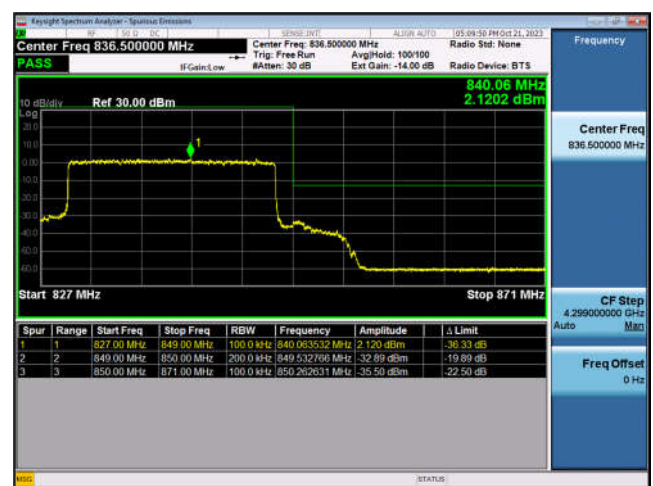 Keysight Spectrum Analyzer - Spurious Emissions
RF 50 Ω DC SENSE:INT ALIGN AUTO 05:09:50 PM Oct 21, 2023
Center Freq 836.500000 MHz
Center Freq: 836.500000 MHz
Radio Std: None
Trig: Free Run Avg|Hold: 100/100
PASS
IFGain:Low
#Atten: 30 dB Ext Gain: -14.00 dB
Radio Device: BTS
840.06 MHz
2.1202 dBm
10 dB/div Ref 30.00 dBm
Log
20.0
10.0
1
0.00
-10.0
-20.0
-30.0
-40.0
-50.0
-60.0
Start 827 MHz Stop 871 MHz
Spur Range Start Freq Stop Freq RBW Frequency Amplitude Δ Limit
1 1 827.00 MHz 849.00 MHz 100.0 kHz 840.063532 MHz 2.120 dBm -36.33 dB
2 2 849.00 MHz 850.00 MHz 200.0 kHz 849.532766 MHz -32.89 dBm -19.89 dB
3 3 850.00 MHz 871.00 MHz 100.0 kHz 850.262631 MHz -35.50 dBm -22.50 dB
Frequency
Center Freq
836.500000 MHz
CF Step
4.299000000 GHz
Auto Man
Freq Offset
0 Hz
MSG STATUS